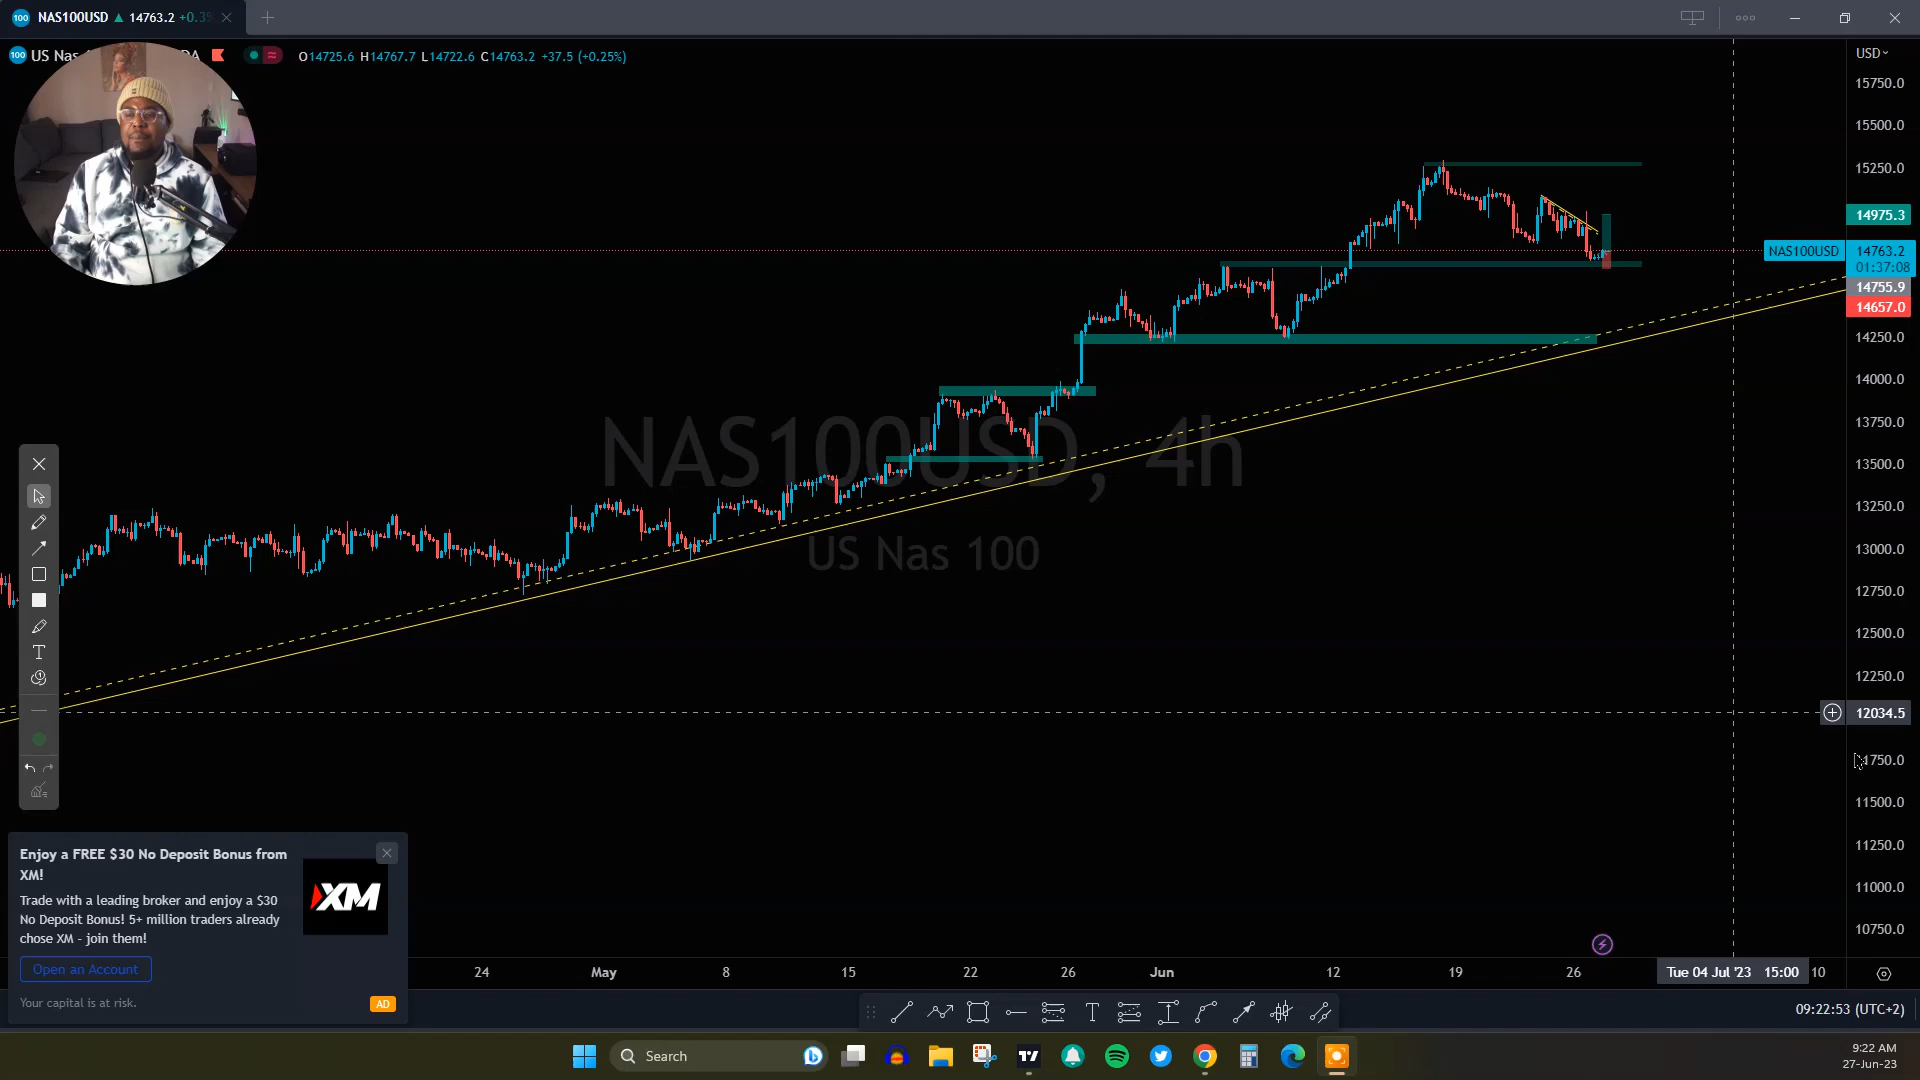 NAS100USD ▲ 14763.2 +0.3
100 US Nas
O14725.6 H14767.7 L14722.6 C14763.2 +37.5 (+0.25%)
USD
15750.0
15500.0
15250.0
14975.3
NAS100USD 14763.2
01:37:08
14755.9
14657.0
14250.0
14000.0
13750.0
13500.0
13250.0
13000.0
12750.0
12500.0
12250.0
12034.5
11500.0
11250.0
11000.0
10750.0
NAS100USD, 4h
US Nas 100
Enjoy a FREE $30 No Deposit Bonus from
XM!
Trade with a leading broker and enjoy a $30
No Deposit Bonus! 5+ million traders already
chose XM - join them!
XM
Open an Account
Your capital is at risk.
AD
24 May 8 15 22 26 Jun 12 19 26 Tue 04 Jul '23 15:00 10
09:22:53 (UTC+2)
Search
9:22 AM
27-Jun-23